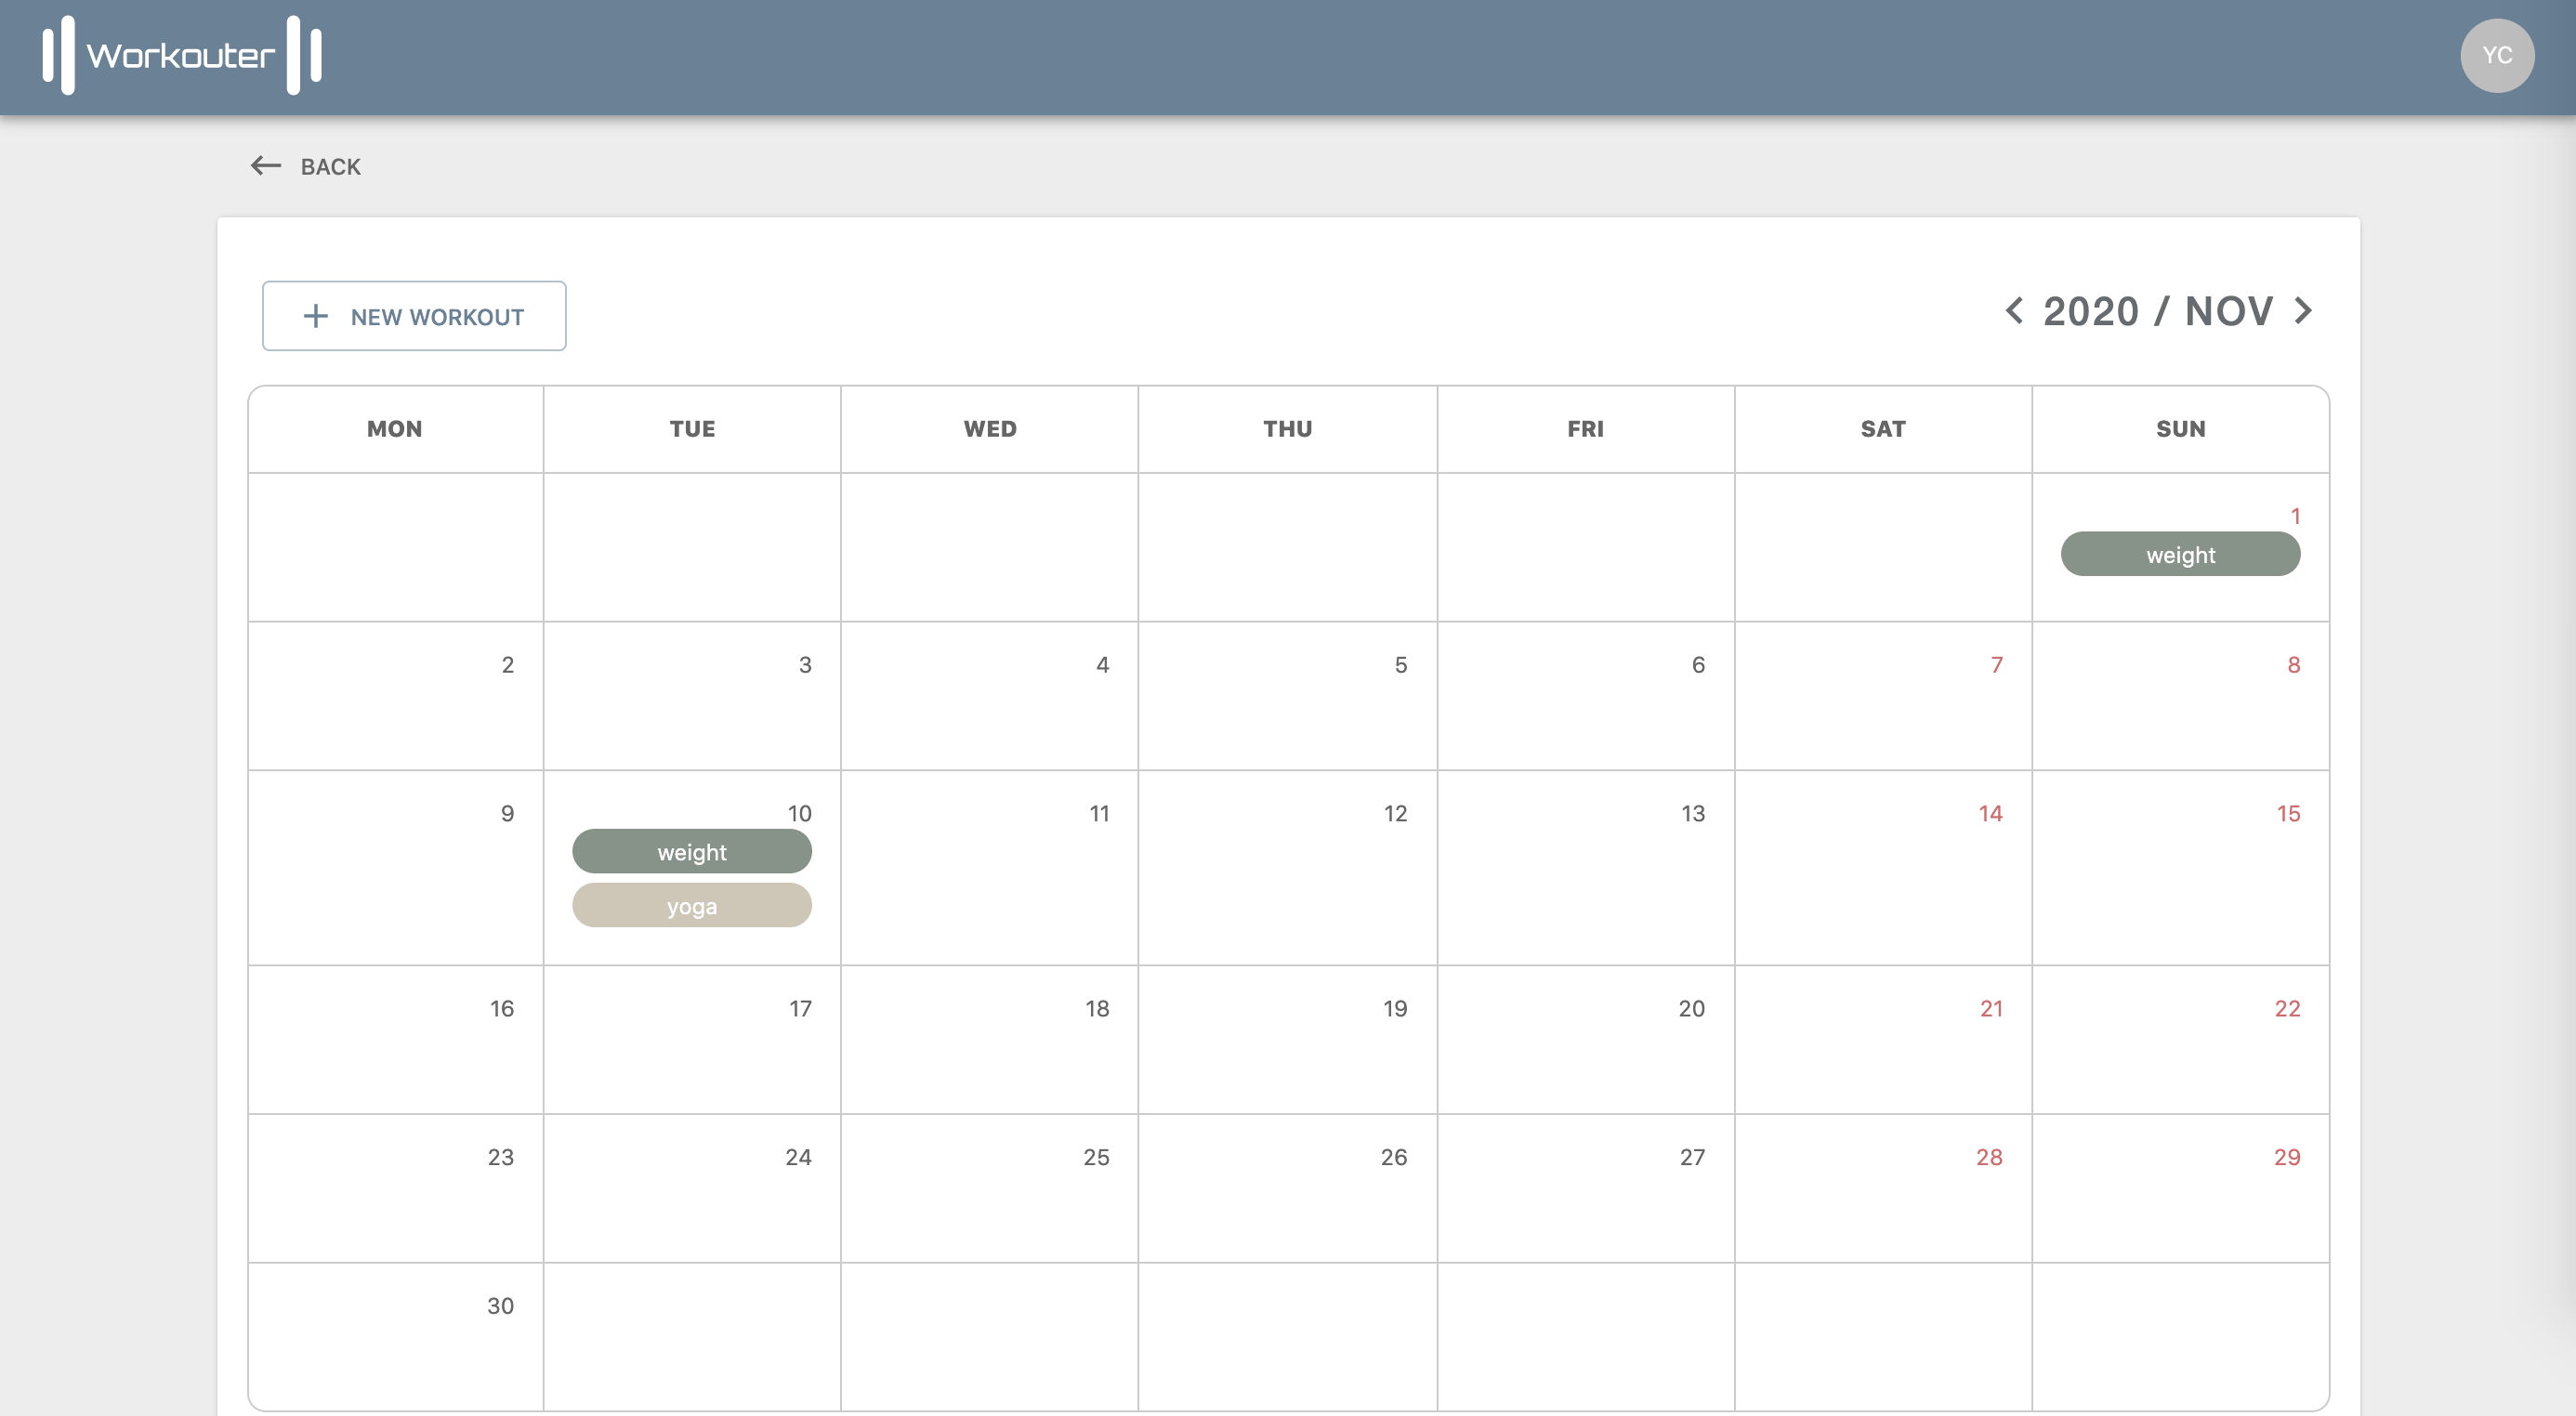 Workouter YC
BACK
NEW WORKOUT 2020 / NOV
MON TUE WED THU FRI SAT SUN
1
weight
2 3 4 5 6 7 8
9 10 11 12 13 14 15
weight
yoga
16 17 18 19 20 21 22
23 24 25 26 27 28 29
30